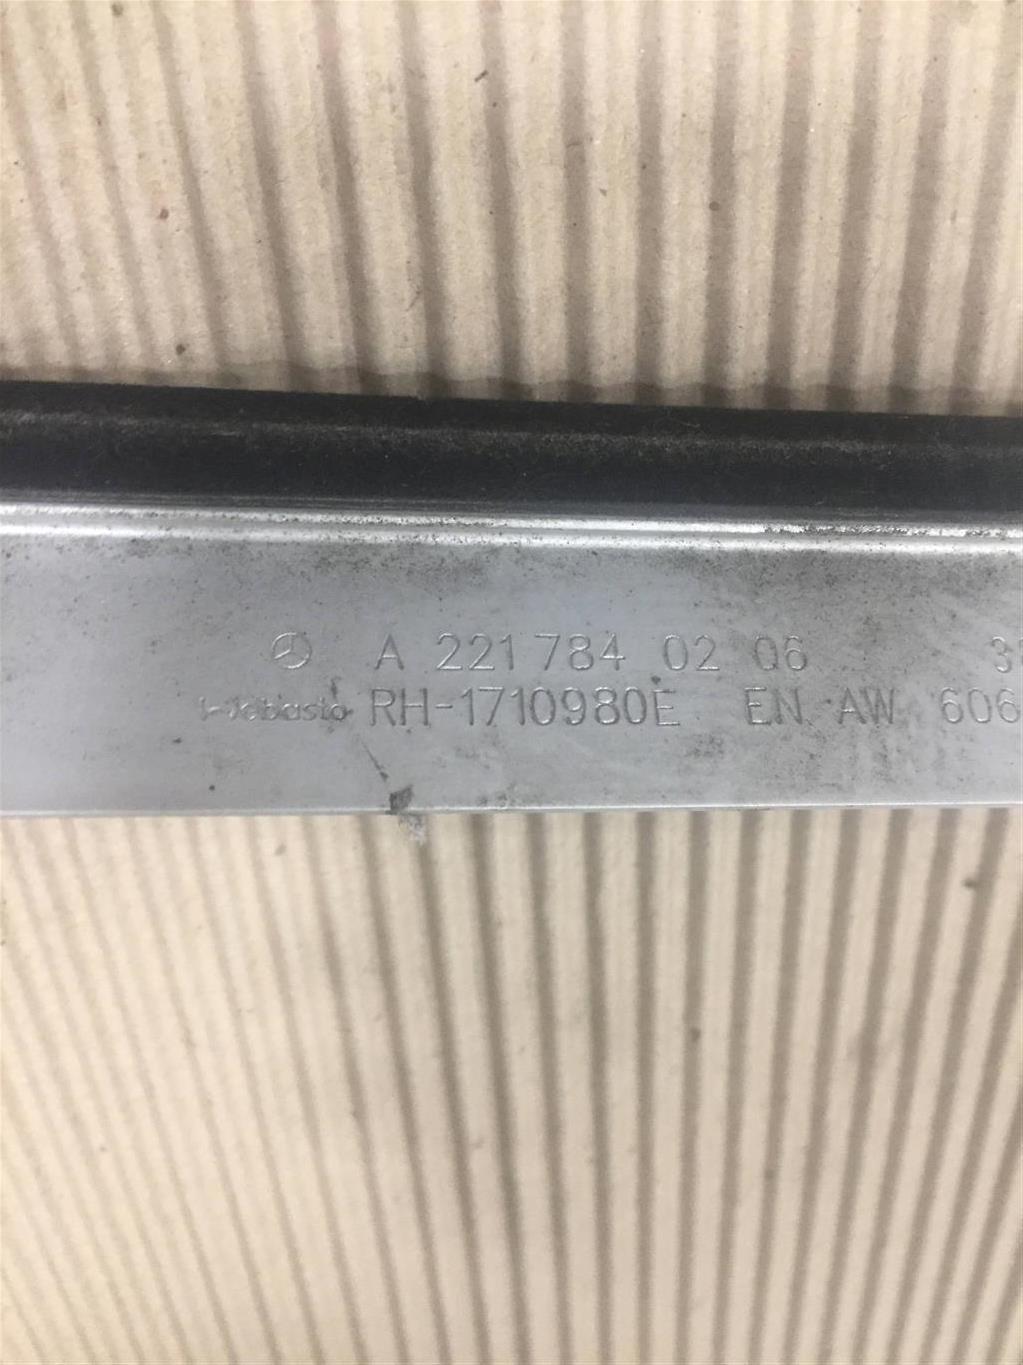 A 221 784 02 06
Webasto RH-1710980E EN AW 606